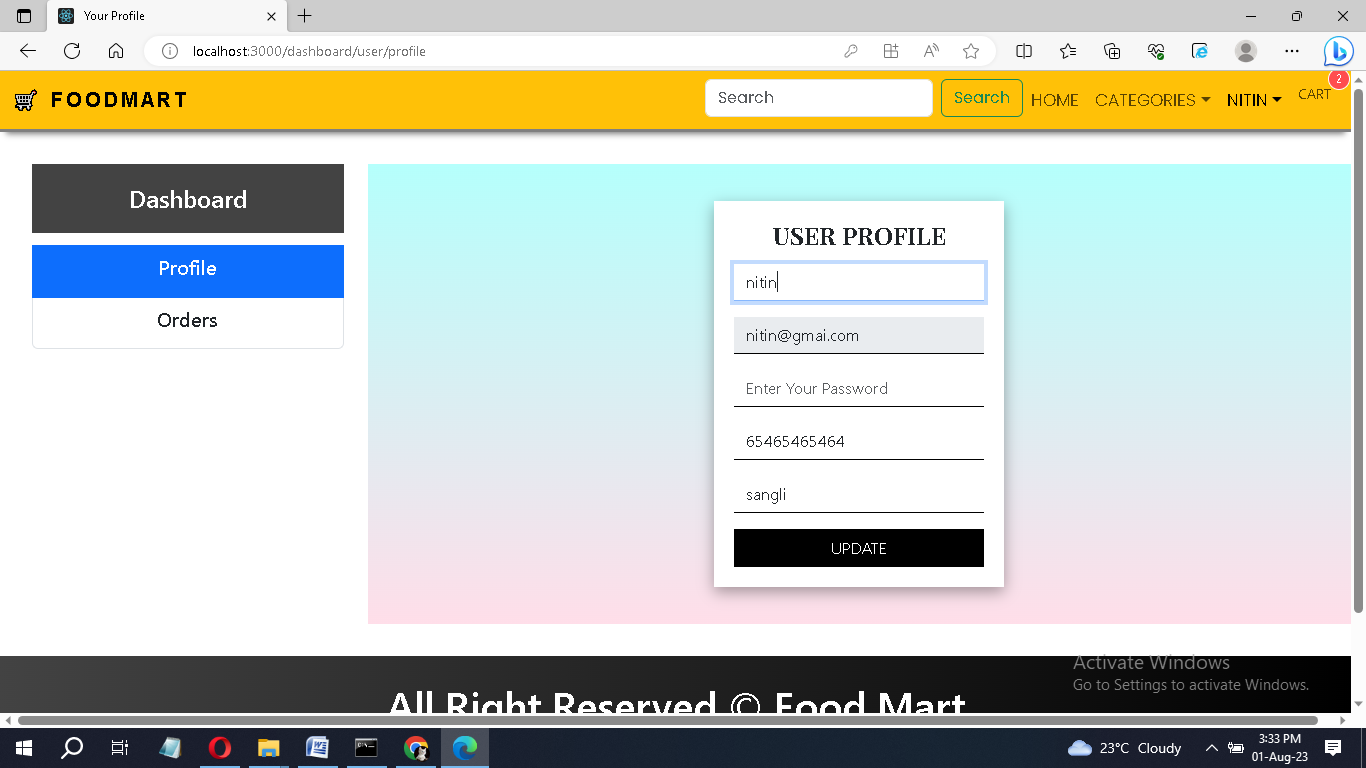 Your Profile
localhost:3000/dashboard/user/profile
FOODMART
Search
Search
HOME
CATEGORIES
NITIN
CART
2
Dashboard
Profile
Orders
USER PROFILE
nitin
nitin@gmai.com
Enter Your Password
65465465464
sangli
UPDATE
Activate Windows
Go to Settings to activate Windows.
All Right Reserved © Food Mart
23°C Cloudy
3:33 PM
01-Aug-23